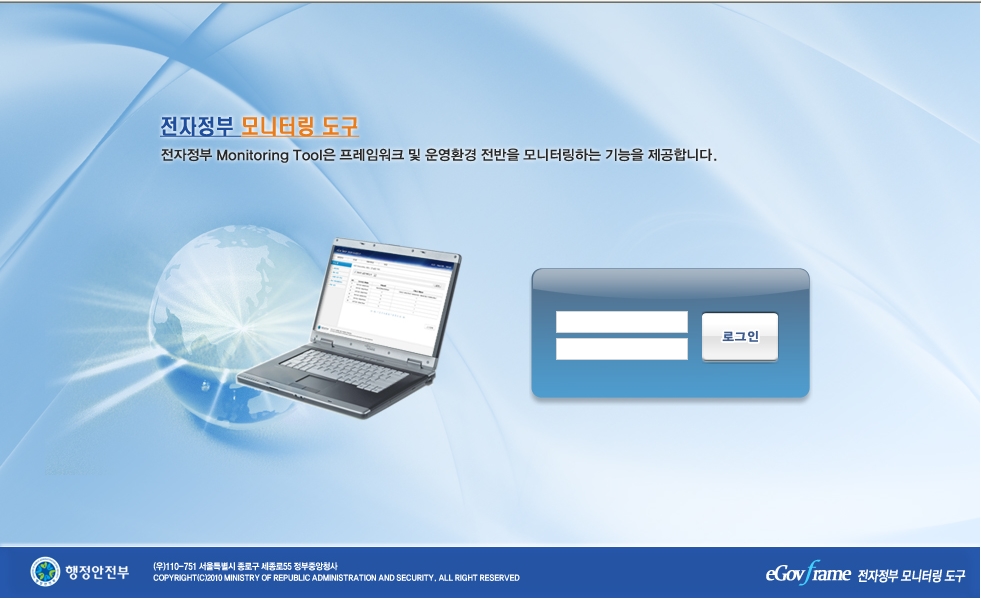 전자정부 모니터링 도구
전자정부 Monitoring Tool은 프레임워크 및 운영환경 전반을 모니터링하는 기능을 제공합니다.
로그인
행정안전부
(우)110-751 서울특별시 종로구 세종로55 정부중앙청사
COPYRIGHT(C)2010 MINISTRY OF REPUBLIC ADMINISTRATION AND SECURITY. ALL RIGHT RESERVED
eGovframe 전자정부 모니터링 도구